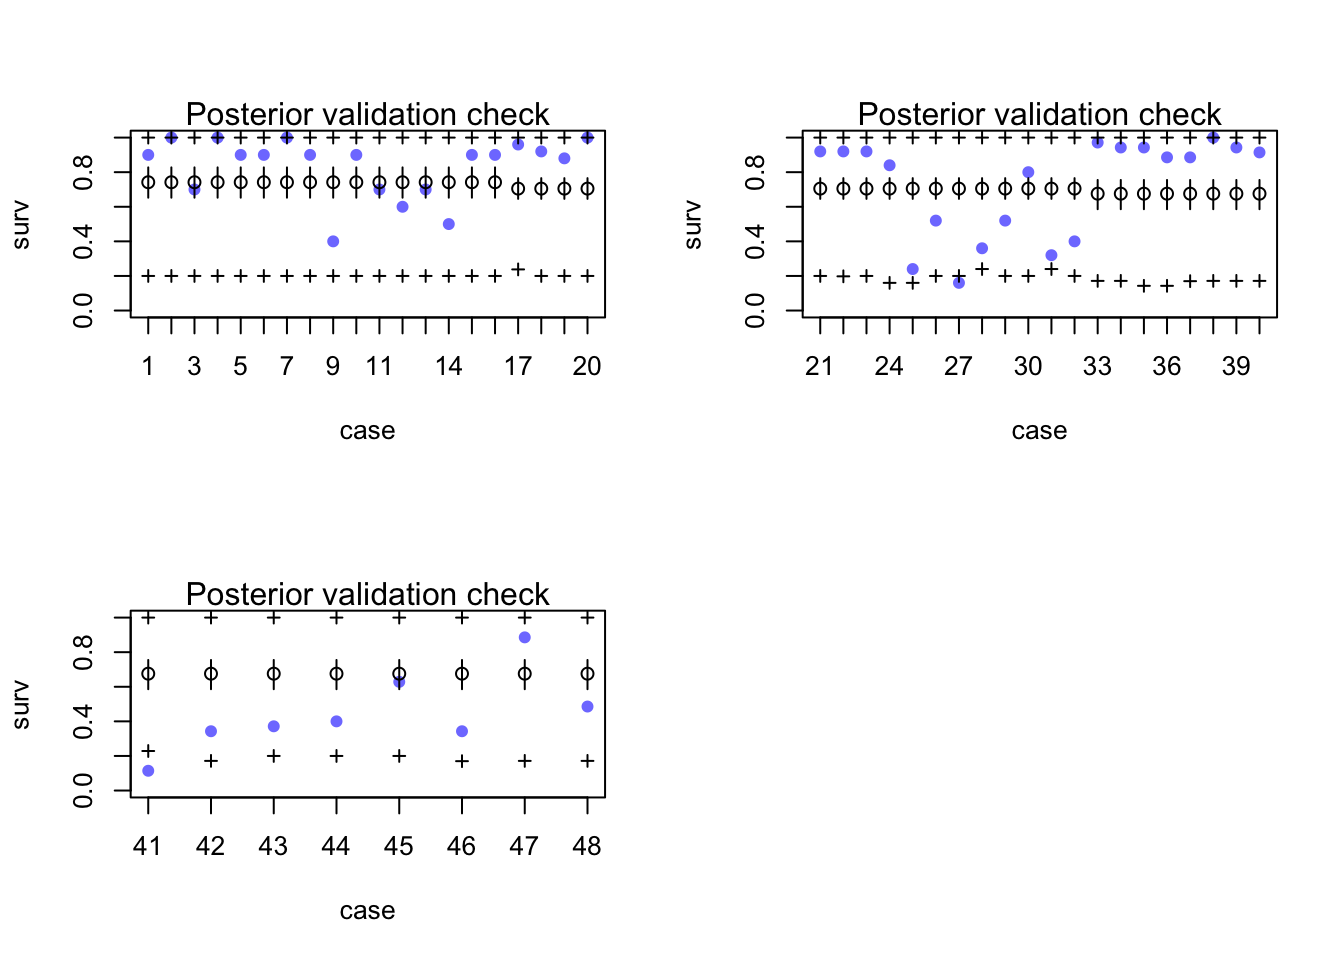 Posterior validation check
surv
0.0 0.4 0.8
1 3 5 7 9 11 14 17 20
case
Posterior validation check
surv
0.0 0.4 0.8
21 24 27 30 33 36 39
case
Posterior validation check
surv
0.0 0.4 0.8
41 42 43 44 45 46 47 48
case